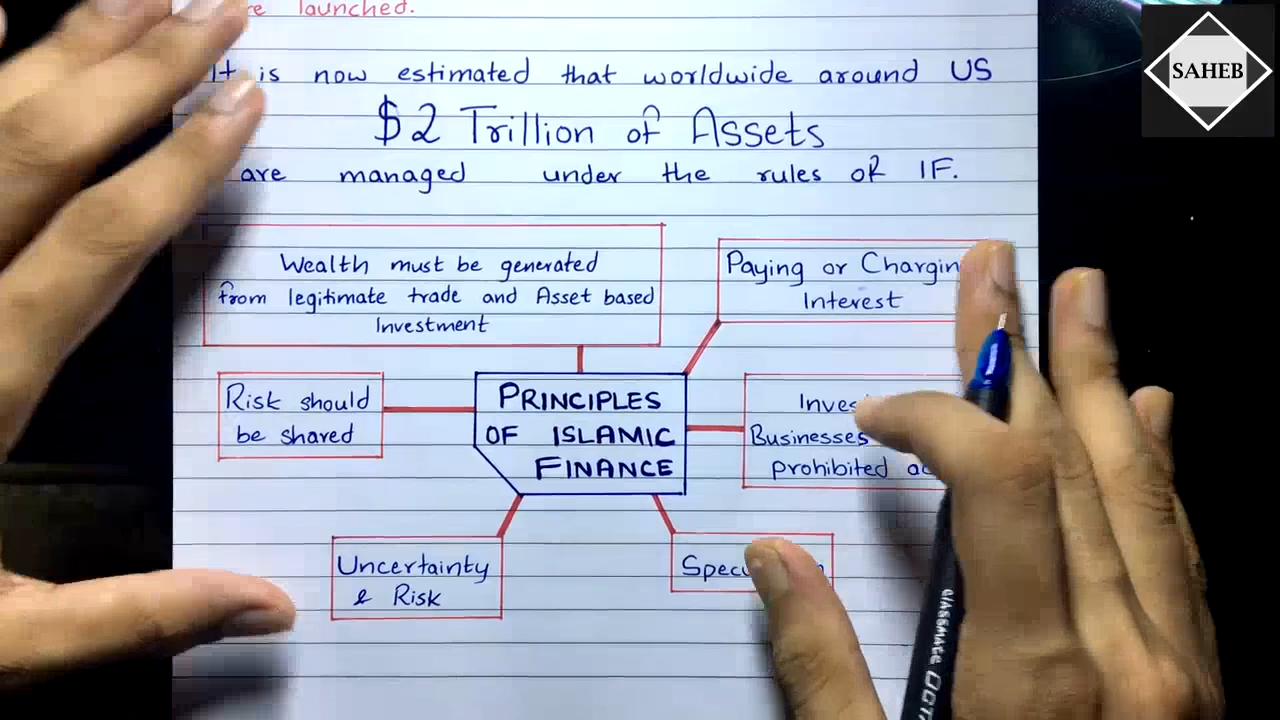 launched.
It is now estimated that worldwide around US
$2 Trillion of Assets
are managed under the rules of IF.
Wealth must be generated
from legitimate trade and Asset based
Investment
Paying or Chargin
Interest
Risk should
be shared
PRINCIPLES
OF ISLAMIC
FINANCE
Businesses
prohibited
Uncertainty
& Risk
SAHEB
classmate OCTA